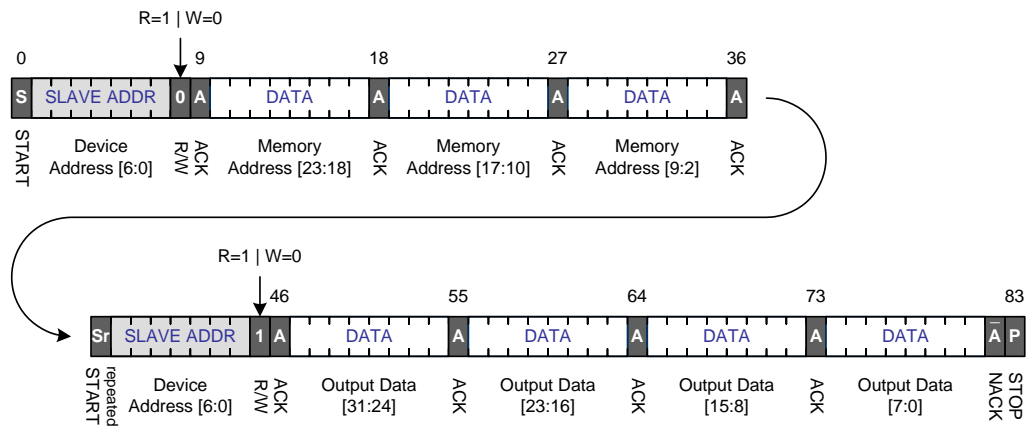 R=1 | W=0
0 9 18 27 36
S SLAVE ADDR 0 A DATA A DATA A DATA A
START Device R/W ACK Memory ACK Memory ACK Memory ACK
Address [6:0] Address [23:18] Address [17:10] Address [9:2]
R=1 | W=0
46 55 64 73 83
Sr SLAVE ADDR 1 A DATA A DATA A DATA A DATA A̅ P
repeated START Device R/W ACK Output Data ACK Output Data ACK Output Data ACK Output Data NACK STOP
Address [6:0] [31:24] [23:16] [15:8] [7:0]